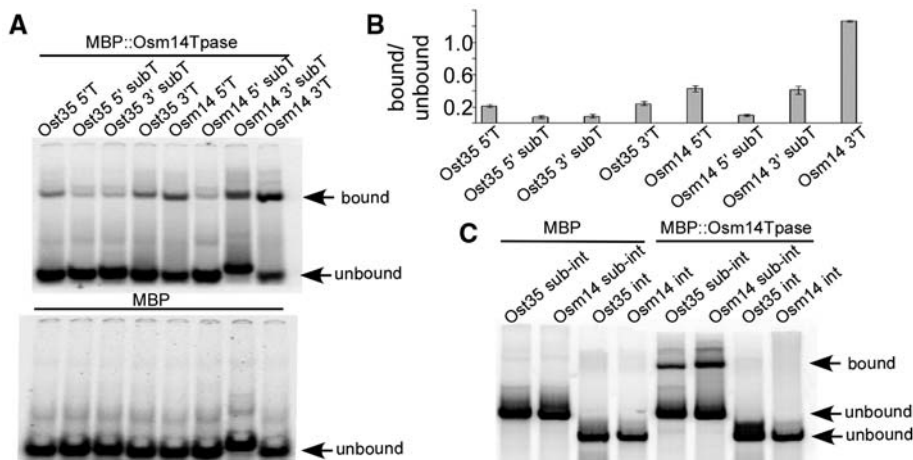 A
MBP::Osm14Tpase
Ost35 5'T
Ost35 5' subT
Ost35 3' subT
Ost35 3'T
Osm14 5'T
Osm14 5' subT
Osm14 3' subT
Osm14 3'T
bound
unbound
MBP
unbound
B
bound/
unbound
1.0
0.6
0.2
Ost35 5'T
Ost35 5' subT
Ost35 3' subT
Ost35 3'T
Osm14 5'T
Osm14 5' subT
Osm14 3' subT
Osm14 3'T
C
MBP
MBP::Osm14Tpase
Ost35 sub-int
Osm14 sub-int
Ost35 int
Osm14 int
Ost35 sub-int
Osm14 sub-int
Ost35 int
Osm14 int
bound
unbound
unbound